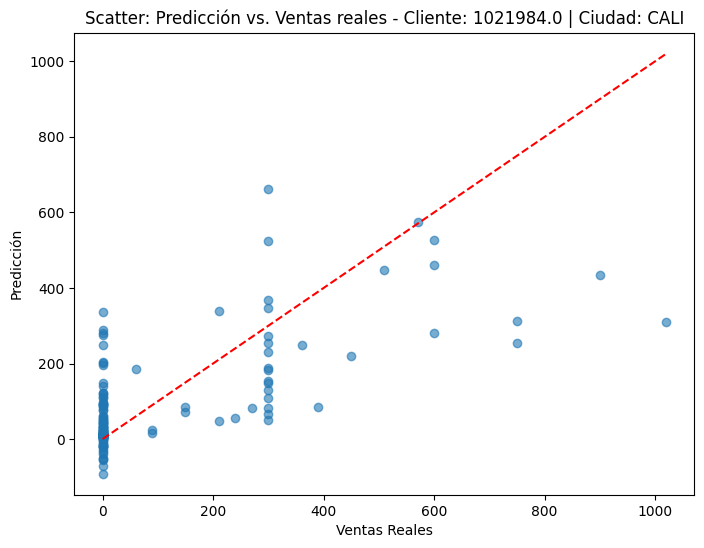 Scatter: Predicción vs. Ventas reales - Cliente: 1021984.0 | Ciudad: CALI
1000
800
600
400
200
0
Predicción
0 200 400 600 800 1000
Ventas Reales